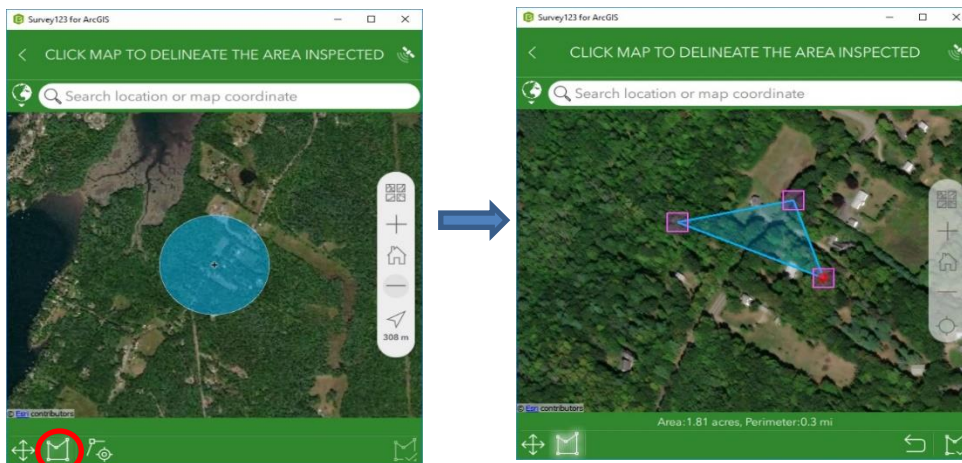 Survey123 for ArcGIS
CLICK MAP TO DELINEATE THE AREA INSPECTED
Search location or map coordinate
308 m
© Esri contributors
Survey123 for ArcGIS
CLICK MAP TO DELINEATE THE AREA INSPECTED
Search location or map coordinate
© Esri contributors
Area:1.81 acres, Perimeter:0.3 mi